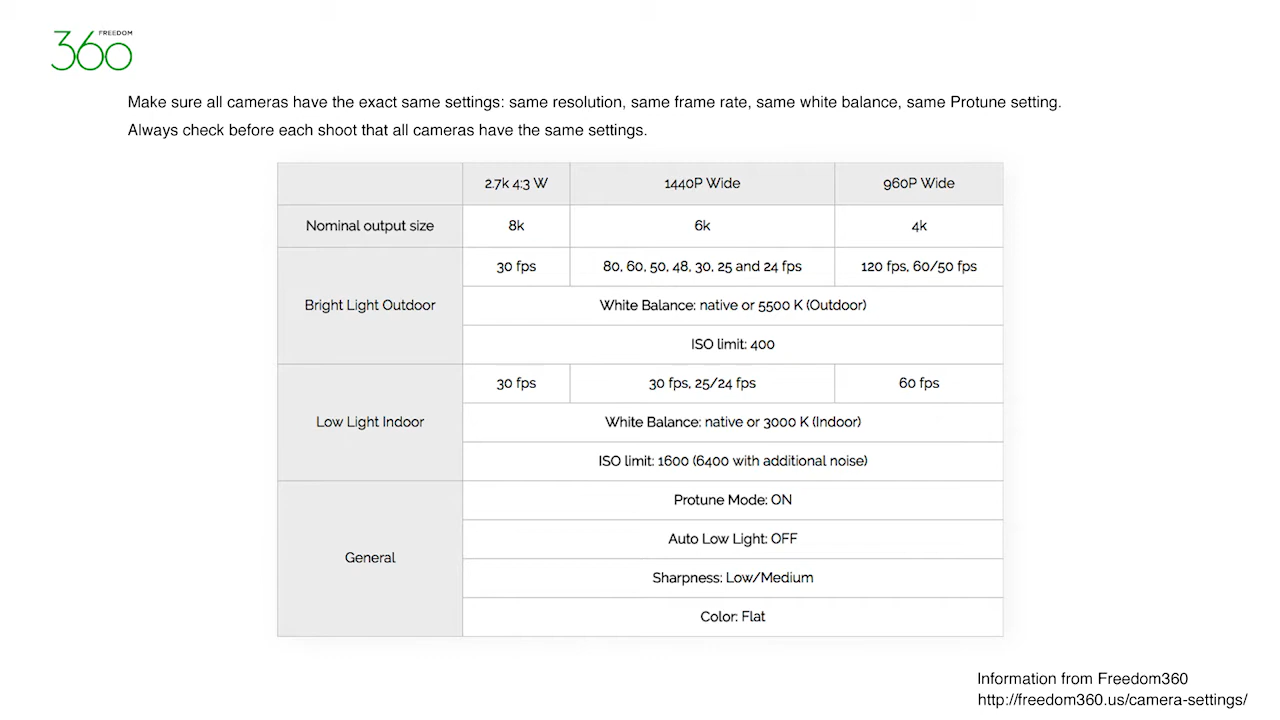 360 FREEDOM
Make sure all cameras have the exact same settings: same resolution, same frame rate, same white balance, same Protune setting.
Always check before each shoot that all cameras have the same settings.
2.7k 4:3 W 1440P Wide 960P Wide
Nominal output size 8k 6k 4k
Bright Light Outdoor
30 fps 80, 60, 50, 48, 30, 25 and 24 fps 120 fps, 60/50 fps
White Balance: native or 5500 K (Outdoor)
ISO limit: 400
Low Light Indoor
30 fps 30 fps, 25/24 fps 60 fps
White Balance: native or 3000 K (Indoor)
ISO limit: 1600 (6400 with additional noise)
General
Protune Mode: ON
Auto Low Light: OFF
Sharpness: Low/Medium
Color: Flat
Information from Freedom360
http://freedom360.us/camera-settings/